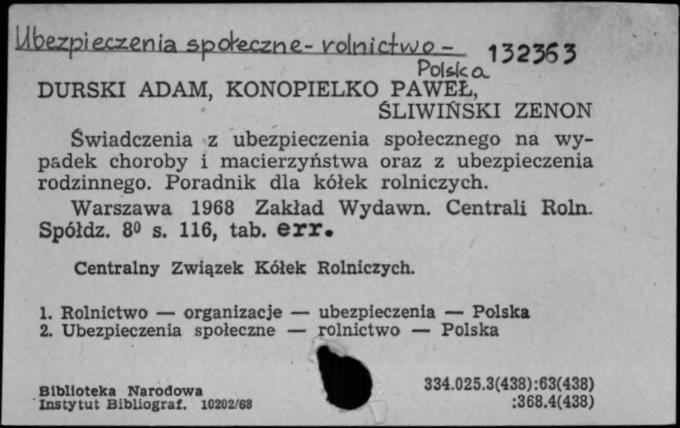 Ubezpieczenia społeczne - rolnictwo -
132363
Polska
DURSKI ADAM, KONOPIELKO PAWEŁ,
ŚLIWIŃSKI ZENON
Świadczenia z ubezpieczenia społecznego na wy-
padek choroby i macierzyństwa oraz z ubezpieczenia
rodzinnego. Poradnik dla kółek rolniczych.
Warszawa 1968 Zakład Wydawn. Centrali Roln.
Spółdz. 8⁰ s. 116, tab. err.
Centralny Związek Kółek Rolniczych.
1. Rolnictwo — organizacje — ubezpieczenia — Polska
2. Ubezpieczenia społeczne — rolnictwo — Polska
Biblioteka Narodowa
Instytut Bibliograf. 10202/68
334.025.3(438):63(438)
:368.4(438)